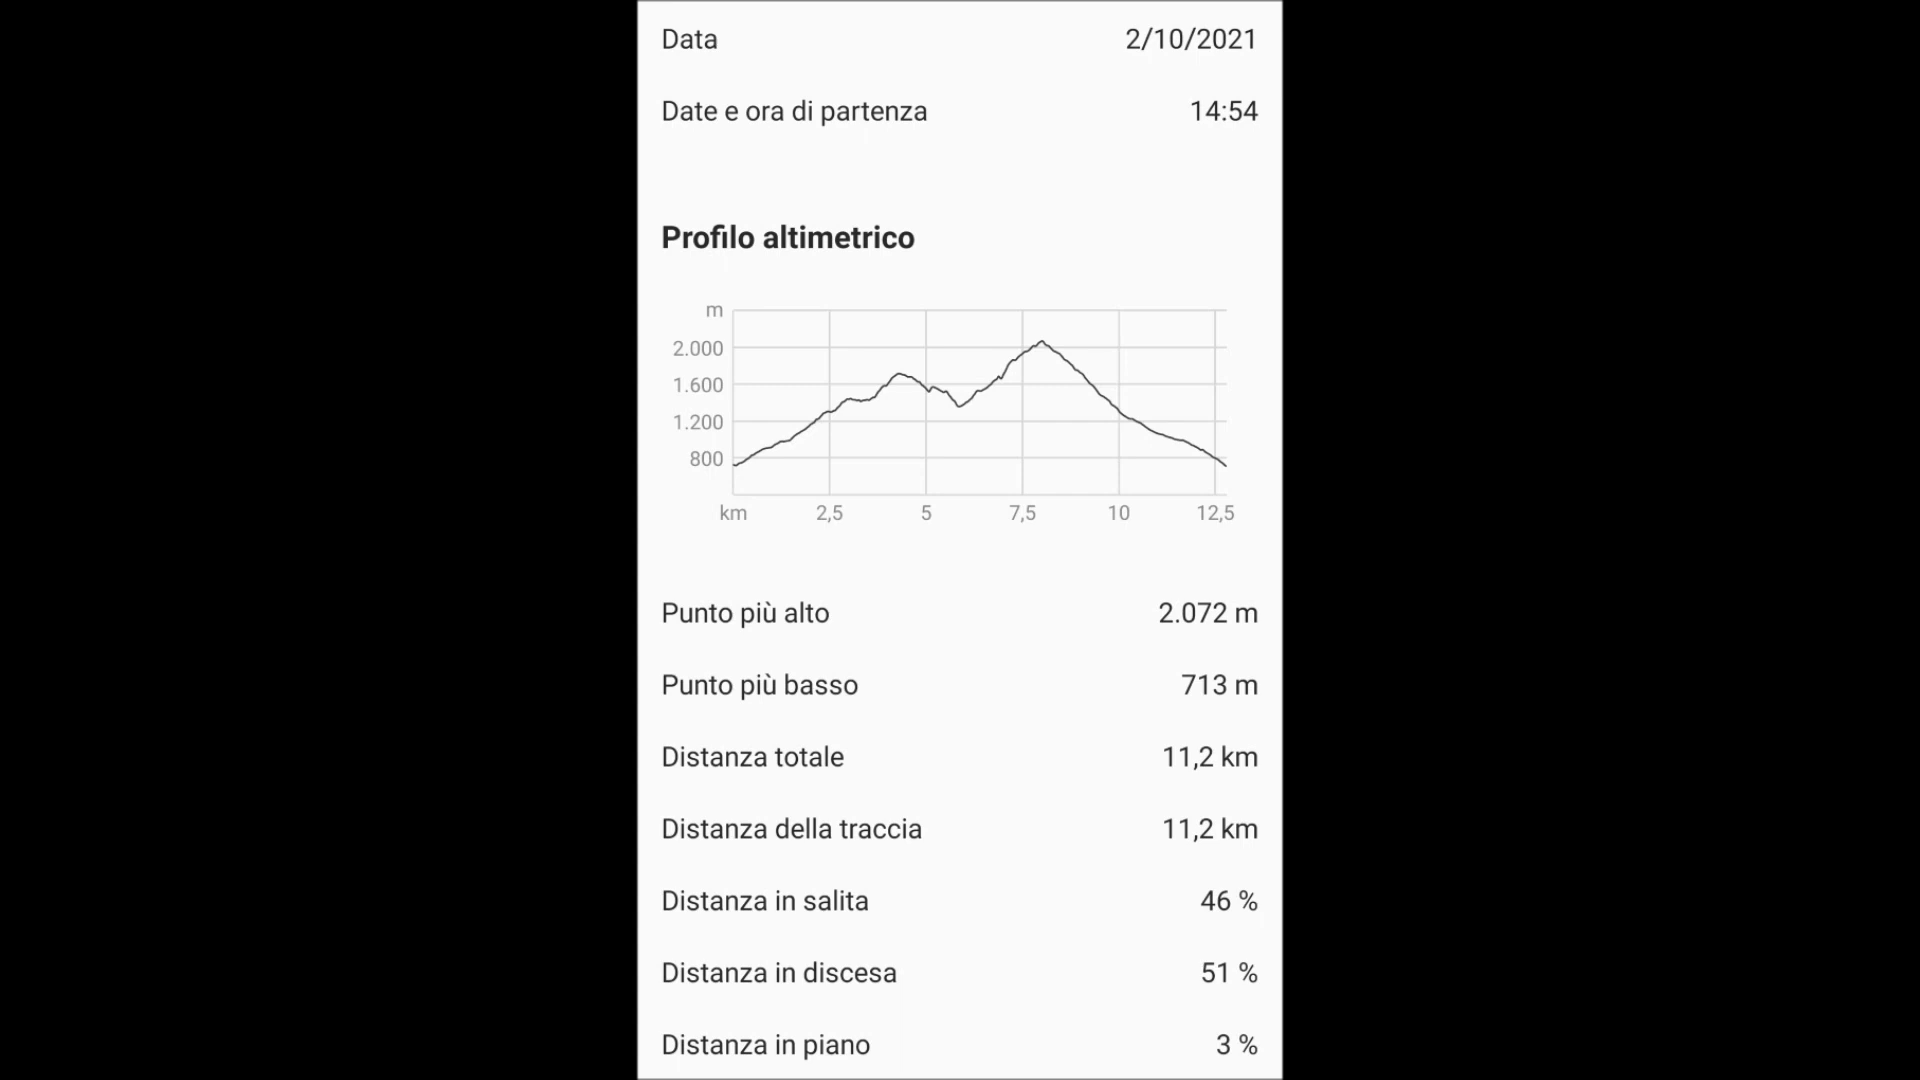 Data 2/10/2021
Date e ora di partenza 14:54
Profilo altimetrico
m
2.000
1.600
1.200
800
km 2,5 5 7,5 10 12,5
Punto più alto 2.072 m
Punto più basso 713 m
Distanza totale 11,2 km
Distanza della traccia 11,2 km
Distanza in salita 46 %
Distanza in discesa 51 %
Distanza in piano 3 %